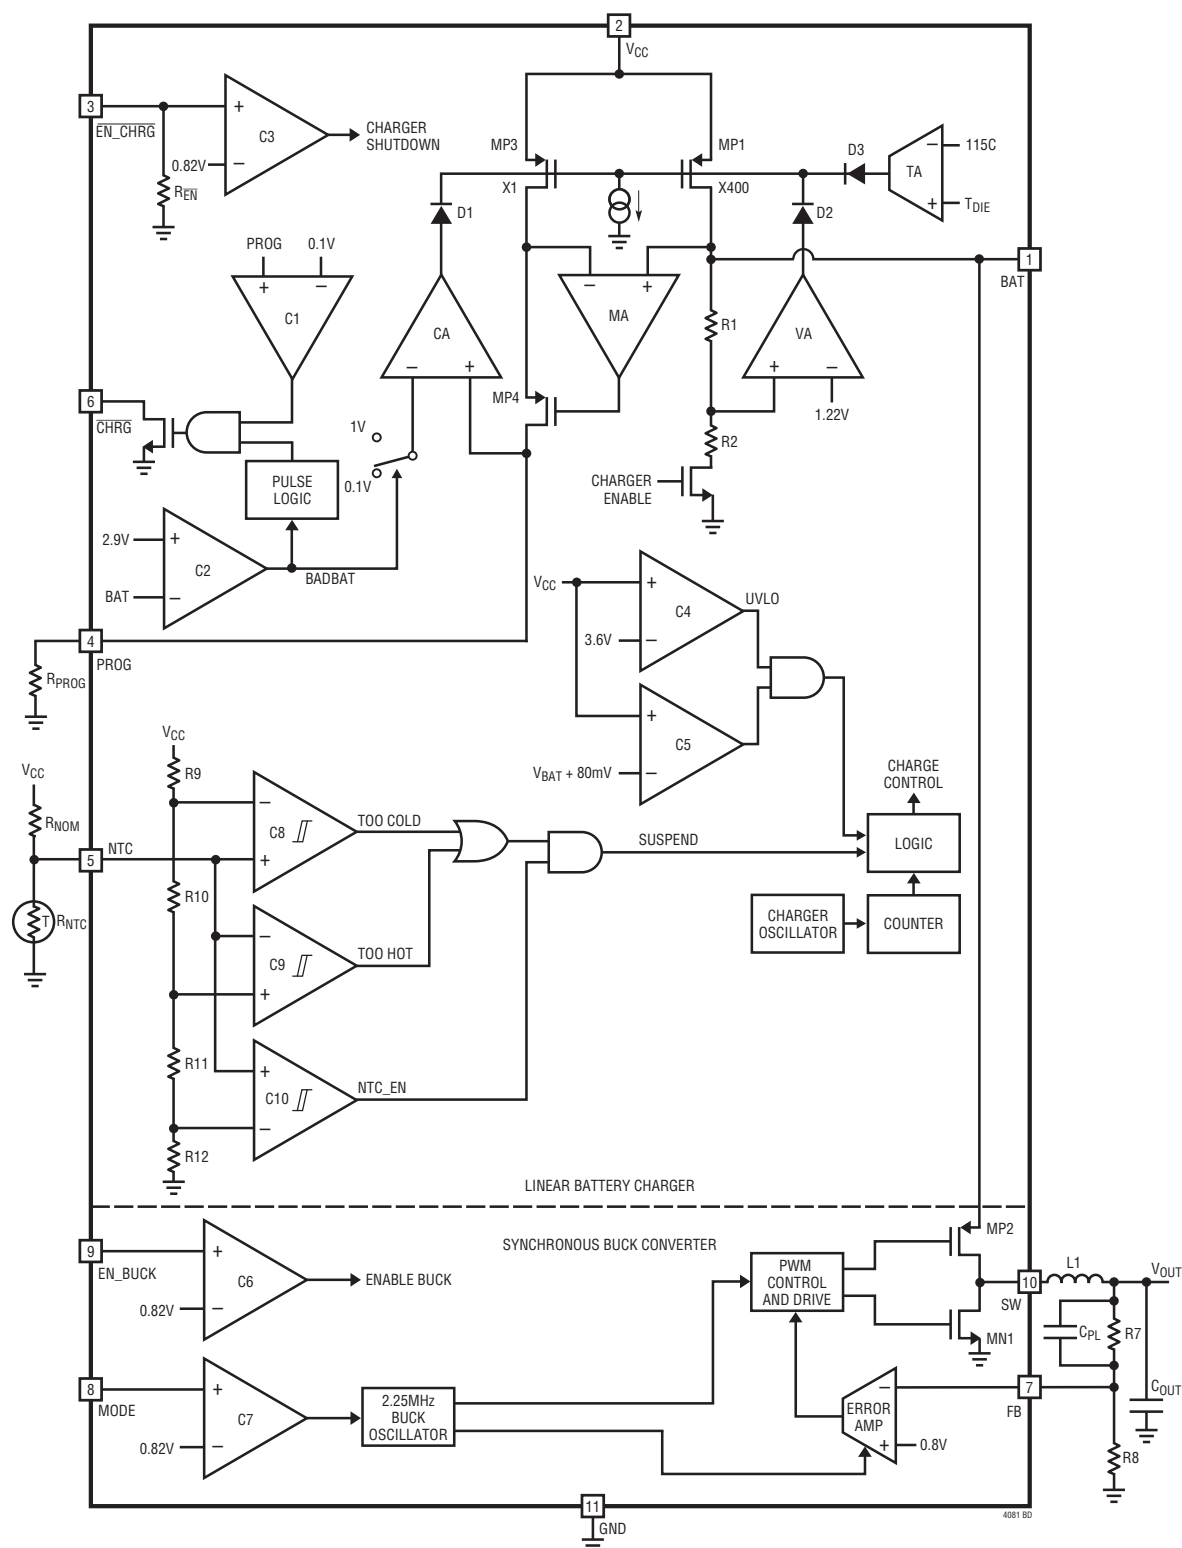 2
VCC
3
EN_CHRG
+
C3
–
0.82V
REN
CHARGER
SHUTDOWN
MP3
X1
MP1
X400
D3
–
115C
TA
+
TDIE
D1
D2
1
BAT
PROG
0.1V
+
–
C1
CA
–
+
–
+
MA
R1
VA
+
–
1.22V
MP4
R2
CHARGER
ENABLE
6
CHRG
1V
0.1V
PULSE
LOGIC
2.9V
+
C2
BAT
–
BADBAT
4
PROG
RPROG
VCC
+
C4
UVLO
3.6V
–
+
C5
VBAT + 80mV
–
CHARGE
CONTROL
LOGIC
CHARGER
OSCILLATOR
COUNTER
VCC
R9
VCC
RNOM
5
NTC
T
RNTC
R10
R11
R12
–
C8
+
TOO COLD
–
C9
+
TOO HOT
+
C10
–
NTC_EN
SUSPEND
LINEAR BATTERY CHARGER
SYNCHRONOUS BUCK CONVERTER
9
EN_BUCK
+
C6
0.82V
–
ENABLE BUCK
8
MODE
+
C7
0.82V
–
2.25MHz
BUCK
OSCILLATOR
PWM
CONTROL
AND DRIVE
MP2
MN1
10
SW
L1
VOUT
CPL
R7
COUT
7
FB
–
ERROR
AMP
+
0.8V
R8
11
GND
4081 BD